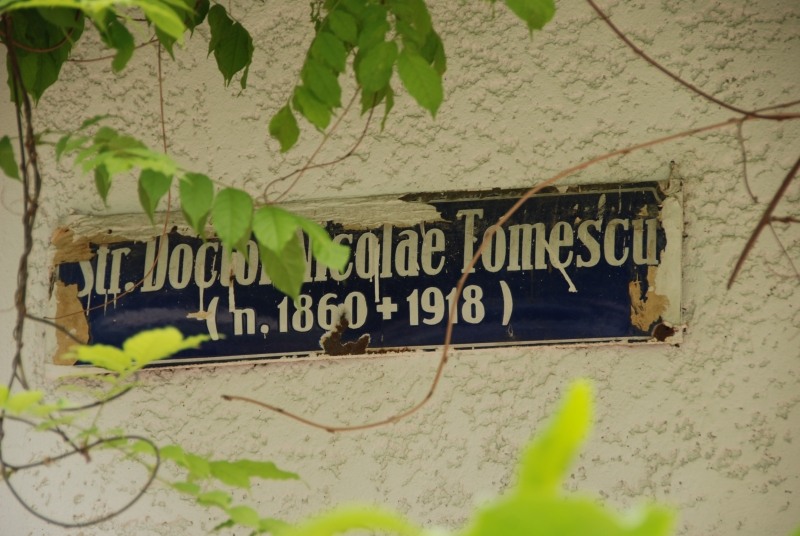 Str. Doctor Nicolae Tomescu
( n. 1860 + 1918 )